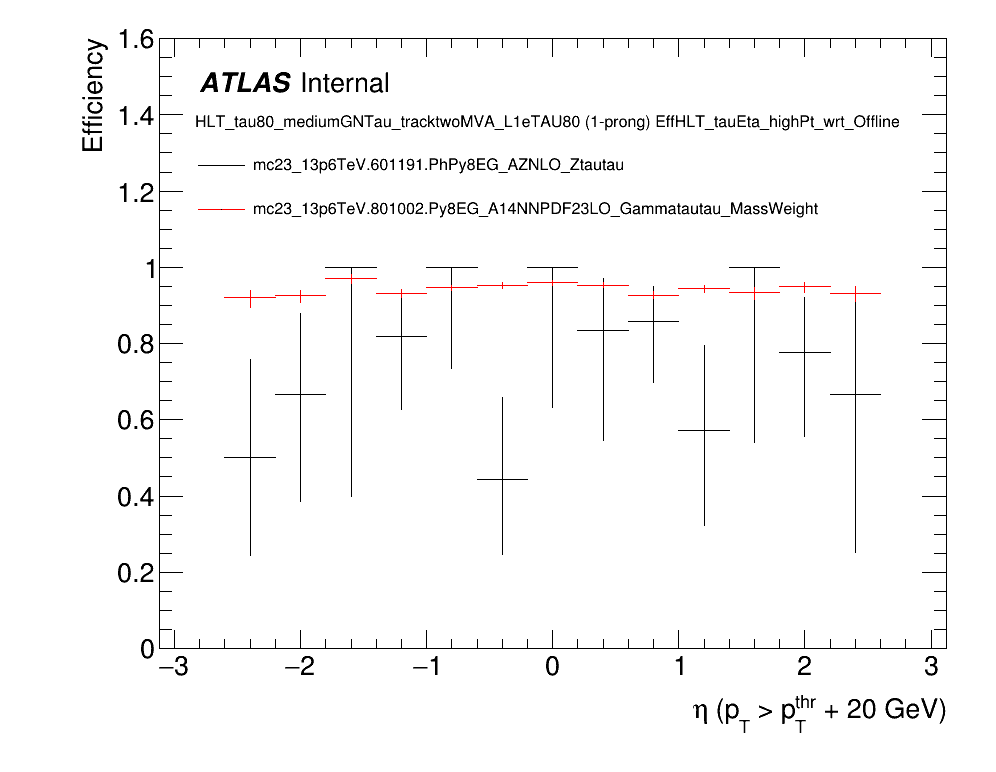 1.6
Efficiency
ATLAS Internal
1.4
HLT_tau80_mediumGNTau_tracktwoMVA_L1eTAU80 (1-prong) EffHLT_tauEta_highPt_wrt_Offline
mc23_13p6TeV.601191.PhPy8EG_AZNLO_Ztautau
1.2
mc23_13p6TeV.801002.Py8EG_A14NNPDF23LO_Gammatautau_MassWeight
1
0.8
0.6
0.4
0.2
0
−3 −2 −1 0 1 2 3
η (p_T > p_T^thr + 20 GeV)